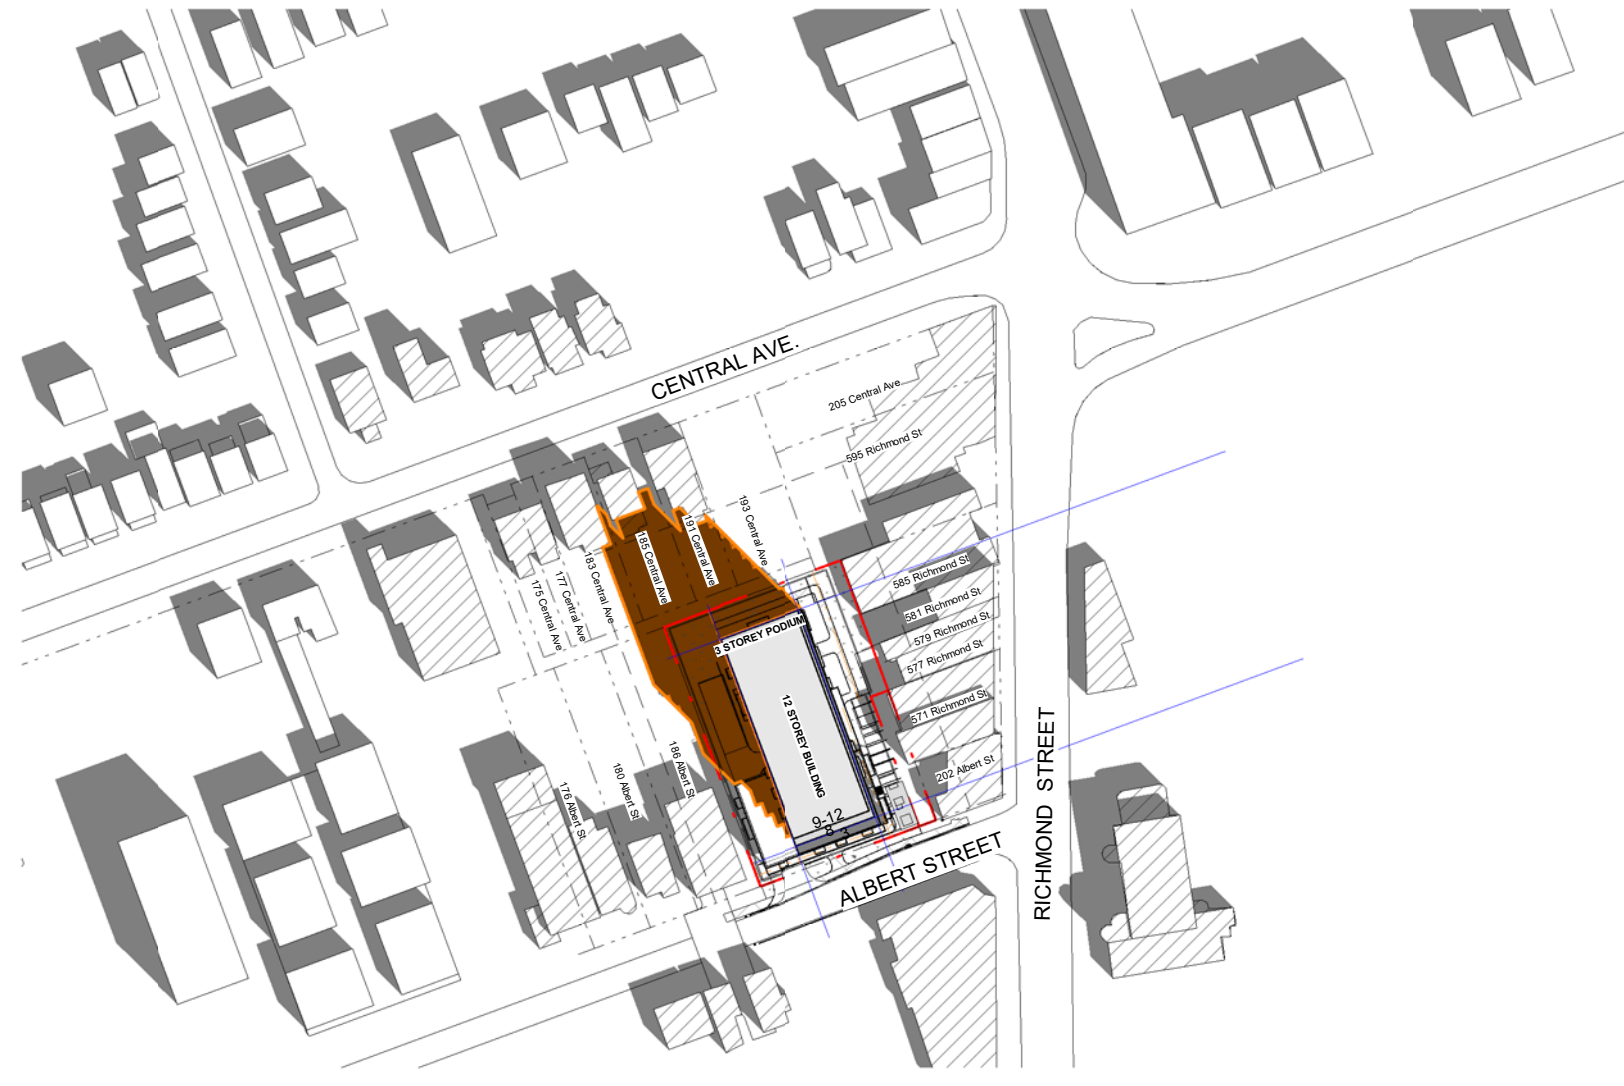 CENTRAL AVE.
205 Central Ave
595 Richmond St
193 Central Ave
191 Central Ave
185 Central Ave
183 Central Ave
177 Central Ave
175 Central Ave
585 Richmond St
581 Richmond St
579 Richmond St
577 Richmond St
571 Richmond St
3 STOREY PODIUM
12 STOREY BUILDING
9-12
8
3
202 Albert St
186 Albert St
180 Albert St
176 Albert St
ALBERT STREET
RICHMOND STREET